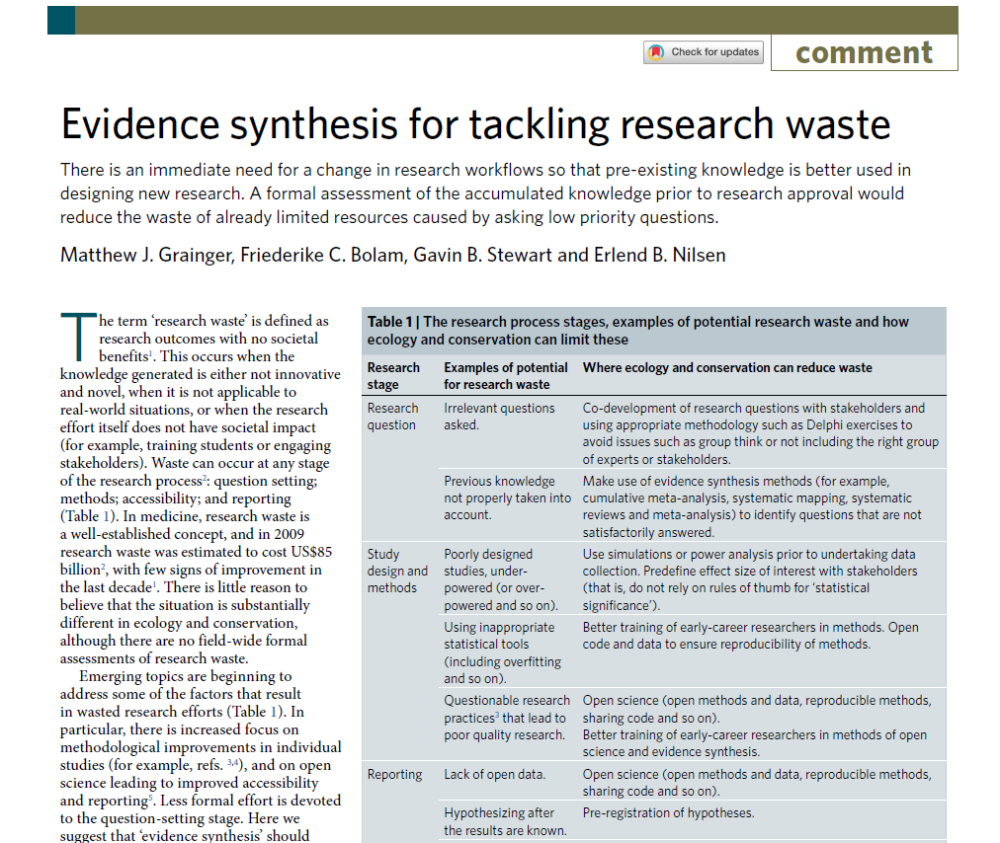 Check for updates
comment
Evidence synthesis for tackling research waste
There is an immediate need for a change in research workflows so that pre-existing knowledge is better used in
designing new research. A formal assessment of the accumulated knowledge prior to research approval would
reduce the waste of already limited resources caused by asking low priority questions.
Matthew J. Grainger, Friederike C. Bolam, Gavin B. Stewart and Erlend B. Nilsen
The term ‘research waste’ is defined as
research outcomes with no societal
benefits¹. This occurs when the
knowledge generated is either not innovative
and novel, when it is not applicable to
real-world situations, or when the research
effort itself does not have societal impact
(for example, training students or engaging
stakeholders). Waste can occur at any stage
of the research process²: question setting;
methods; accessibility; and reporting
(Table 1). In medicine, research waste is
a well-established concept, and in 2009
research waste was estimated to cost US$85
billion², with few signs of improvement in
the last decade¹. There is little reason to
believe that the situation is substantially
different in ecology and conservation,
although there are no field-wide formal
assessments of research waste.
Emerging topics are beginning to
address some of the factors that result
in wasted research efforts (Table 1). In
particular, there is increased focus on
methodological improvements in individual
studies (for example, refs. ³,⁴), and on open
science leading to improved accessibility
and reporting⁵. Less formal effort is devoted
to the question-setting stage. Here we
suggest that ‘evidence synthesis’ should
Table 1 | The research process stages, examples of potential research waste and how
ecology and conservation can limit these
Research
stage
Examples of potential
for research waste
Where ecology and conservation can reduce waste
Research
question
Irrelevant questions
asked.
Co-development of research questions with stakeholders and
using appropriate methodology such as Delphi exercises to
avoid issues such as group think or not including the right group
of experts or stakeholders.
Previous knowledge
not properly taken into
account.
Make use of evidence synthesis methods (for example,
cumulative meta-analysis, systematic mapping, systematic
reviews and meta-analysis) to identify questions that are not
satisfactorily answered.
Study
design and
methods
Poorly designed
studies, under-
powered (or over-
powered and so on).
Use simulations or power analysis prior to undertaking data
collection. Predefine effect size of interest with stakeholders
(that is, do not rely on rules of thumb for ‘statistical
significance’).
Using inappropriate
statistical tools
(including overfitting
and so on).
Better training of early-career researchers in methods. Open
code and data to ensure reproducibility of methods.
Questionable research
practices³ that lead to
poor quality research.
Open science (open methods and data, reproducible methods,
sharing code and so on).
Better training of early-career researchers in methods of open
science and evidence synthesis.
Reporting
Lack of open data.
Open science (open methods and data, reproducible methods,
sharing code and so on).
Hypothesizing after
the results are known.
Pre-registration of hypotheses.